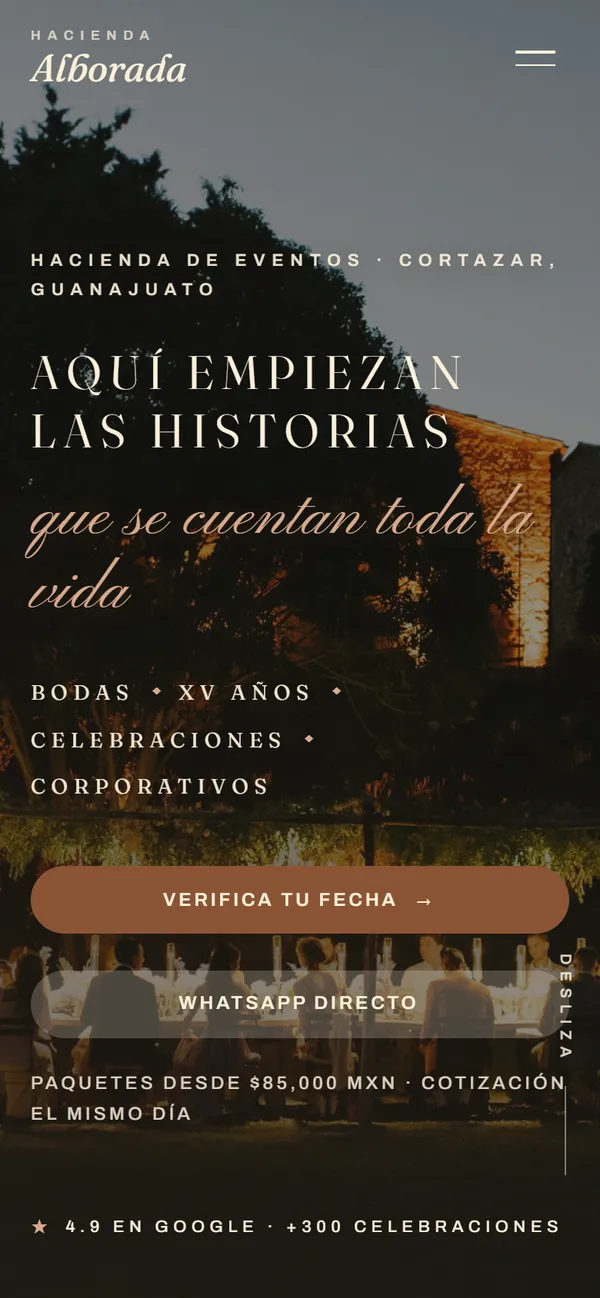 HACIENDA
Alborada
HACIENDA DE EVENTOS · CORTAZAR,
GUANAJUATO
AQUÍ EMPIEZAN
LAS HISTORIAS
que se cuentan toda la
vida
BODAS ◆ XV AÑOS ◆
CELEBRACIONES ◆
CORPORATIVOS
VERIFICA TU FECHA →
WHATSAPP DIRECTO
DESLIZA
PAQUETES DESDE $85,000 MXN · COTIZACIÓN
EL MISMO DÍA
★ 4.9 EN GOOGLE · +300 CELEBRACIONES